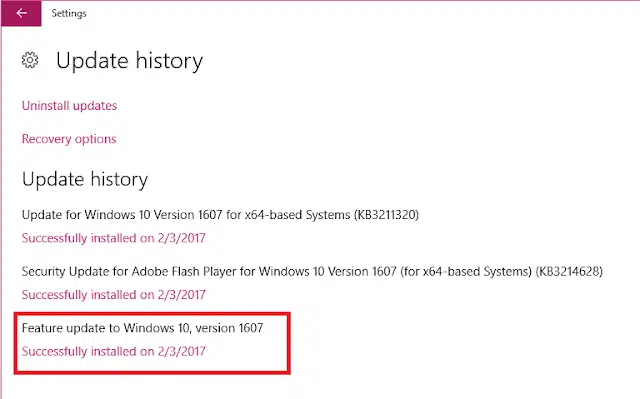 Settings
Update history
Uninstall updates
Recovery options
Update history
Update for Windows 10 Version 1607 for x64-based Systems (KB3211320)
Successfully installed on 2/3/2017
Security Update for Adobe Flash Player for Windows 10 Version 1607 (for x64-based Systems) (KB3214628)
Successfully installed on 2/3/2017
Feature update to Windows 10, version 1607
Successfully installed on 2/3/2017